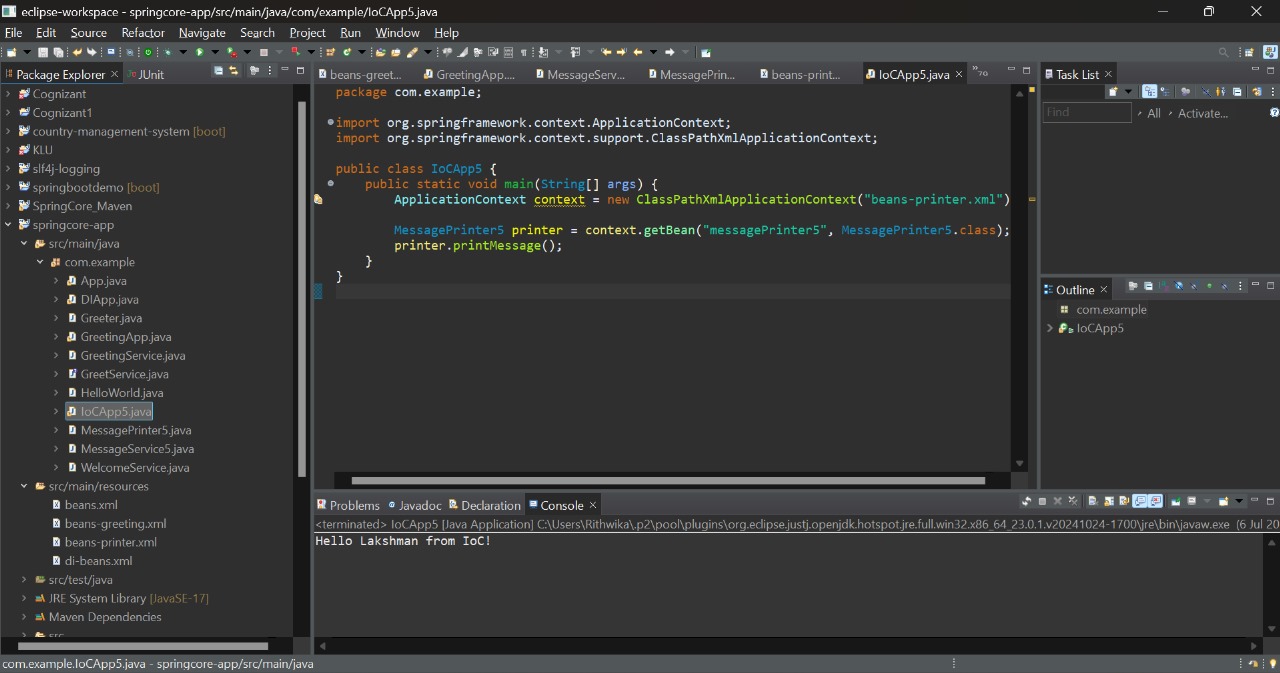 eclipse-workspace - springcore-app/src/main/java/com/example/IoCApp5.java
File Edit Source Refactor Navigate Search Project Run Window Help
Package Explorer × JUnit
Cognizant
Cognizant1
country-management-system [boot]
KLU
slf4j-logging
springbootdemo [boot]
SpringCore_Maven
springcore-app
src/main/java
com.example
App.java
DIApp.java
Greeter.java
GreetingApp.java
GreetingService.java
GreetService.java
HelloWorld.java
IoCApp5.java
MessagePrinter5.java
MessageService5.java
WelcomeService.java
src/main/resources
beans.xml
beans-greeting.xml
beans-printer.xml
di-beans.xml
src/test/java
JRE System Library [JavaSE-17]
Maven Dependencies
src
beans-greet... GreetingApp.... MessageServ... MessagePrin... beans-print... IoCApp5.java × »70
package com.example;
import org.springframework.context.ApplicationContext;
import org.springframework.context.support.ClassPathXmlApplicationContext;
public class IoCApp5 {
public static void main(String[] args) {
ApplicationContext context = new ClassPathXmlApplicationContext("beans-printer.xml")
MessagePrinter5 printer = context.getBean("messagePrinter5", MessagePrinter5.class);
printer.printMessage();
}
}
Task List ×
Find All Activate...
Outline ×
com.example
IoCApp5
Problems Javadoc Declaration Console ×
<terminated> IoCApp5 [Java Application] C:\Users\Rithwika\.p2\pool\plugins\org.eclipse.justj.openjdk.hotspot.jre.full.win32.x86_64_23.0.1.v20241024-1700\jre\bin\javaw.exe (6 Jul 20
Hello Lakshman from IoC!
com.example.IoCApp5.java - springcore-app/src/main/java